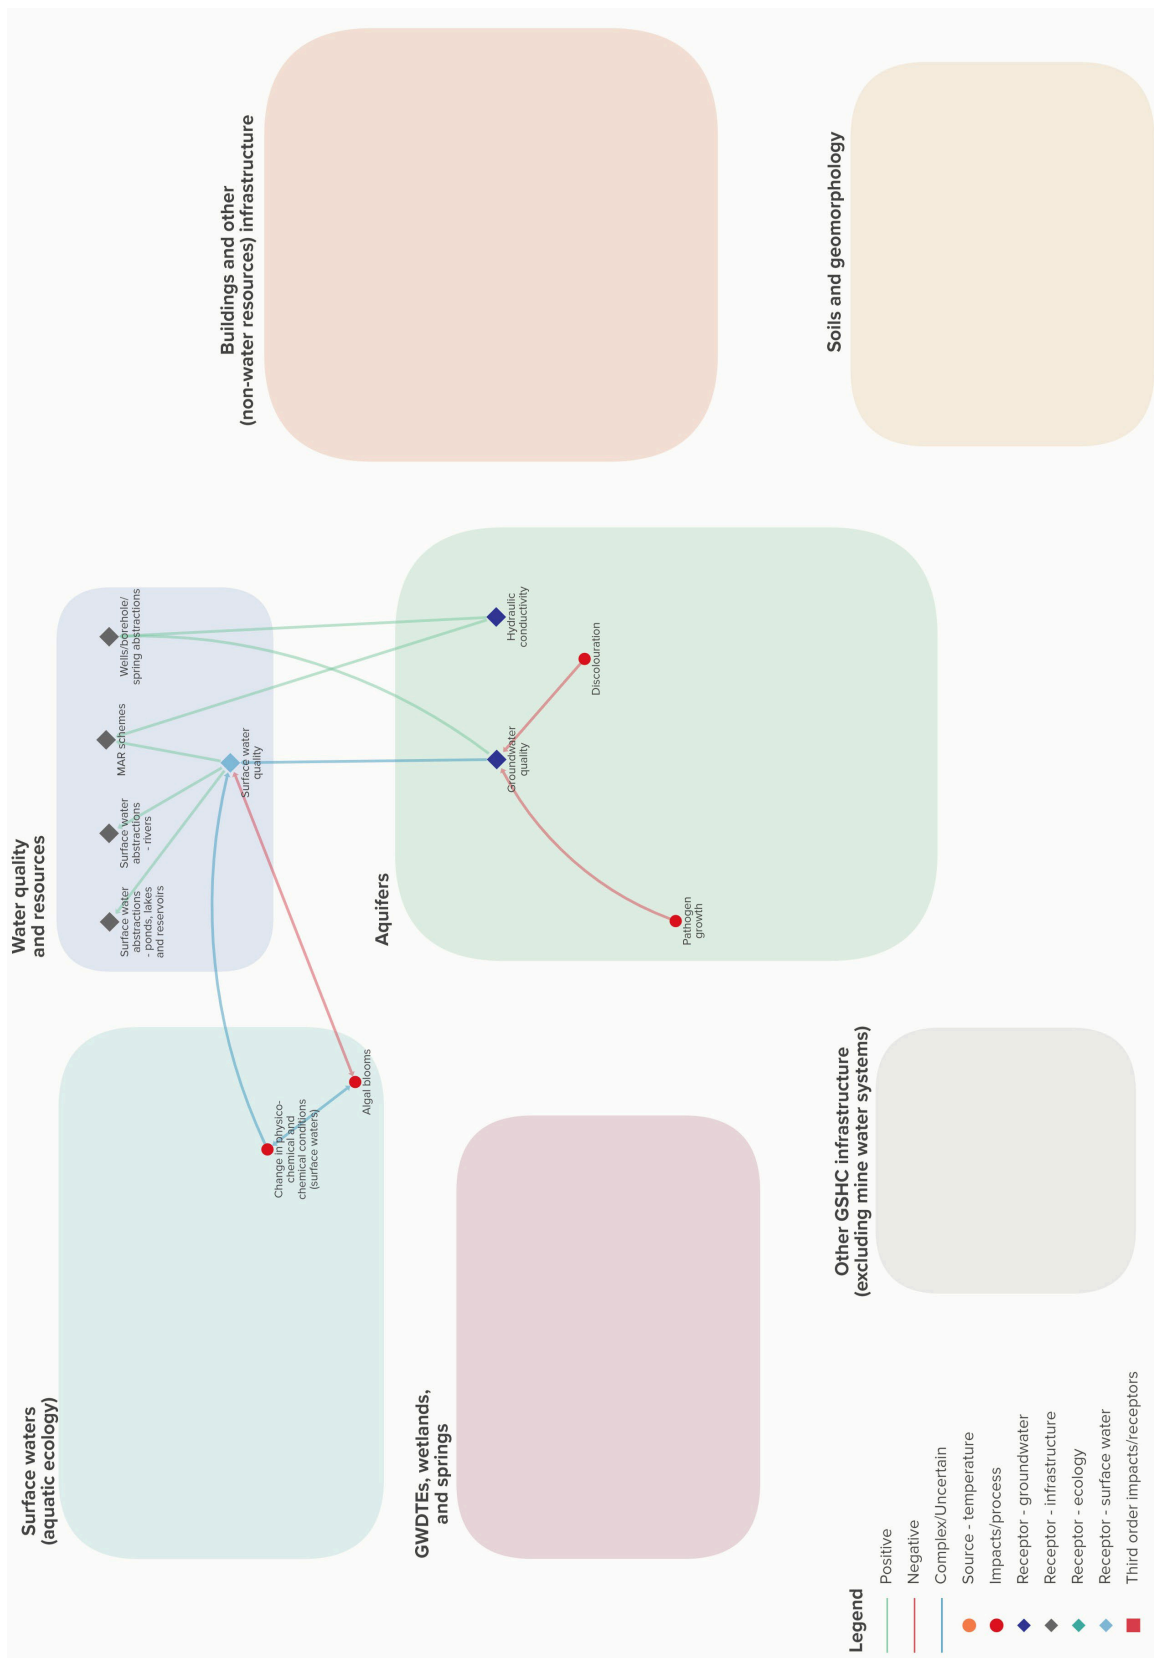 Surface waters
(aquatic ecology)
Water quality
and resources
Buildings and other
(non-water resources) infrastructure
Surface water
abstractions
- ponds, lakes
and reservoirs
Surface water
abstractions
- rivers
MAR schemes
Wells/borehole/
spring abstractions
Surface water
quality
Change in physico-
chemical and
chemical conditions
(surface waters)
Algal blooms
Aquifers
Hydraulic
conductivity
Groundwater
quality
Discolouration
Pathogen
growth
GWDTEs, wetlands,
and springs
Other GSHC infrastructure
(excluding mine water systems)
Soils and geomorphology
Legend
Positive
Negative
Complex/Uncertain
Source - temperature
Impacts/process
Receptor - groundwater
Receptor - infrastructure
Receptor - ecology
Receptor - surface water
Third order impacts/receptors